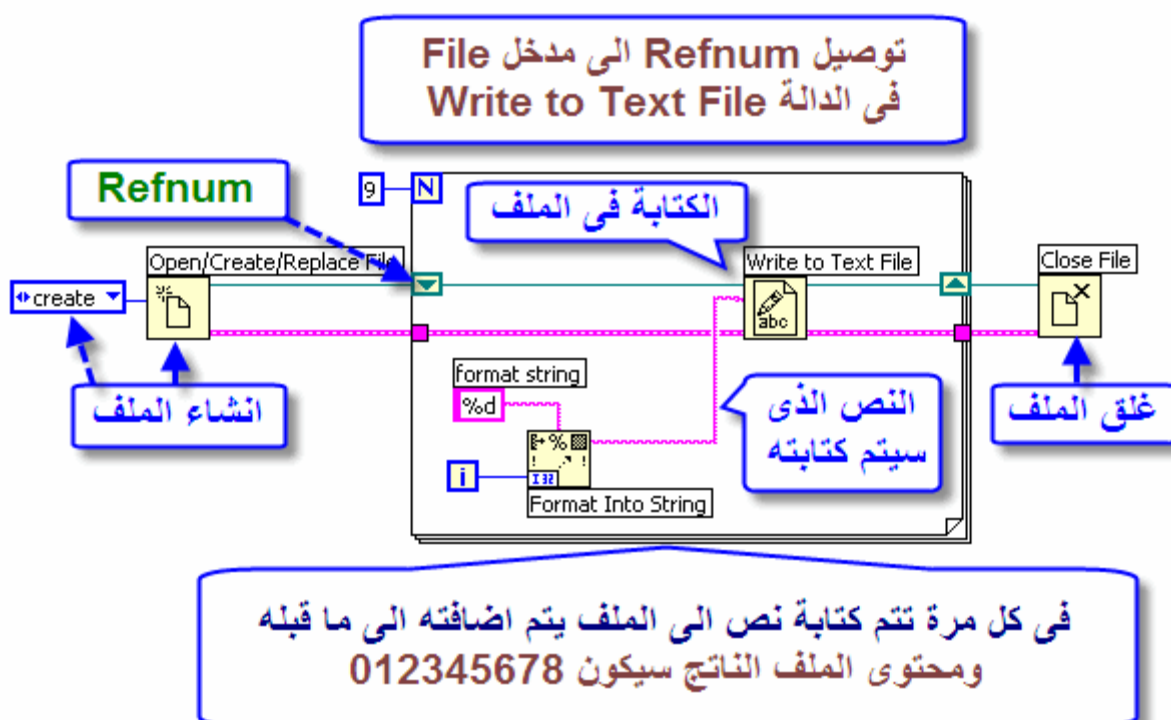 توصيل Refnum الى مدخل File
فى الدالة Write to Text File
Refnum
9
N
الكتابة فى الملف
Open/Create/Replace File
Write to Text File
Close File
create
abc
انشاء الملف
format string
%d
النص الذى
سيتم كتابته
غلق الملف
%
I32
i
Format Into String
فى كل مرة تتم كتابة نص الى الملف يتم اضافته الى ما قبله
ومحتوى الملف الناتج سيكون 012345678